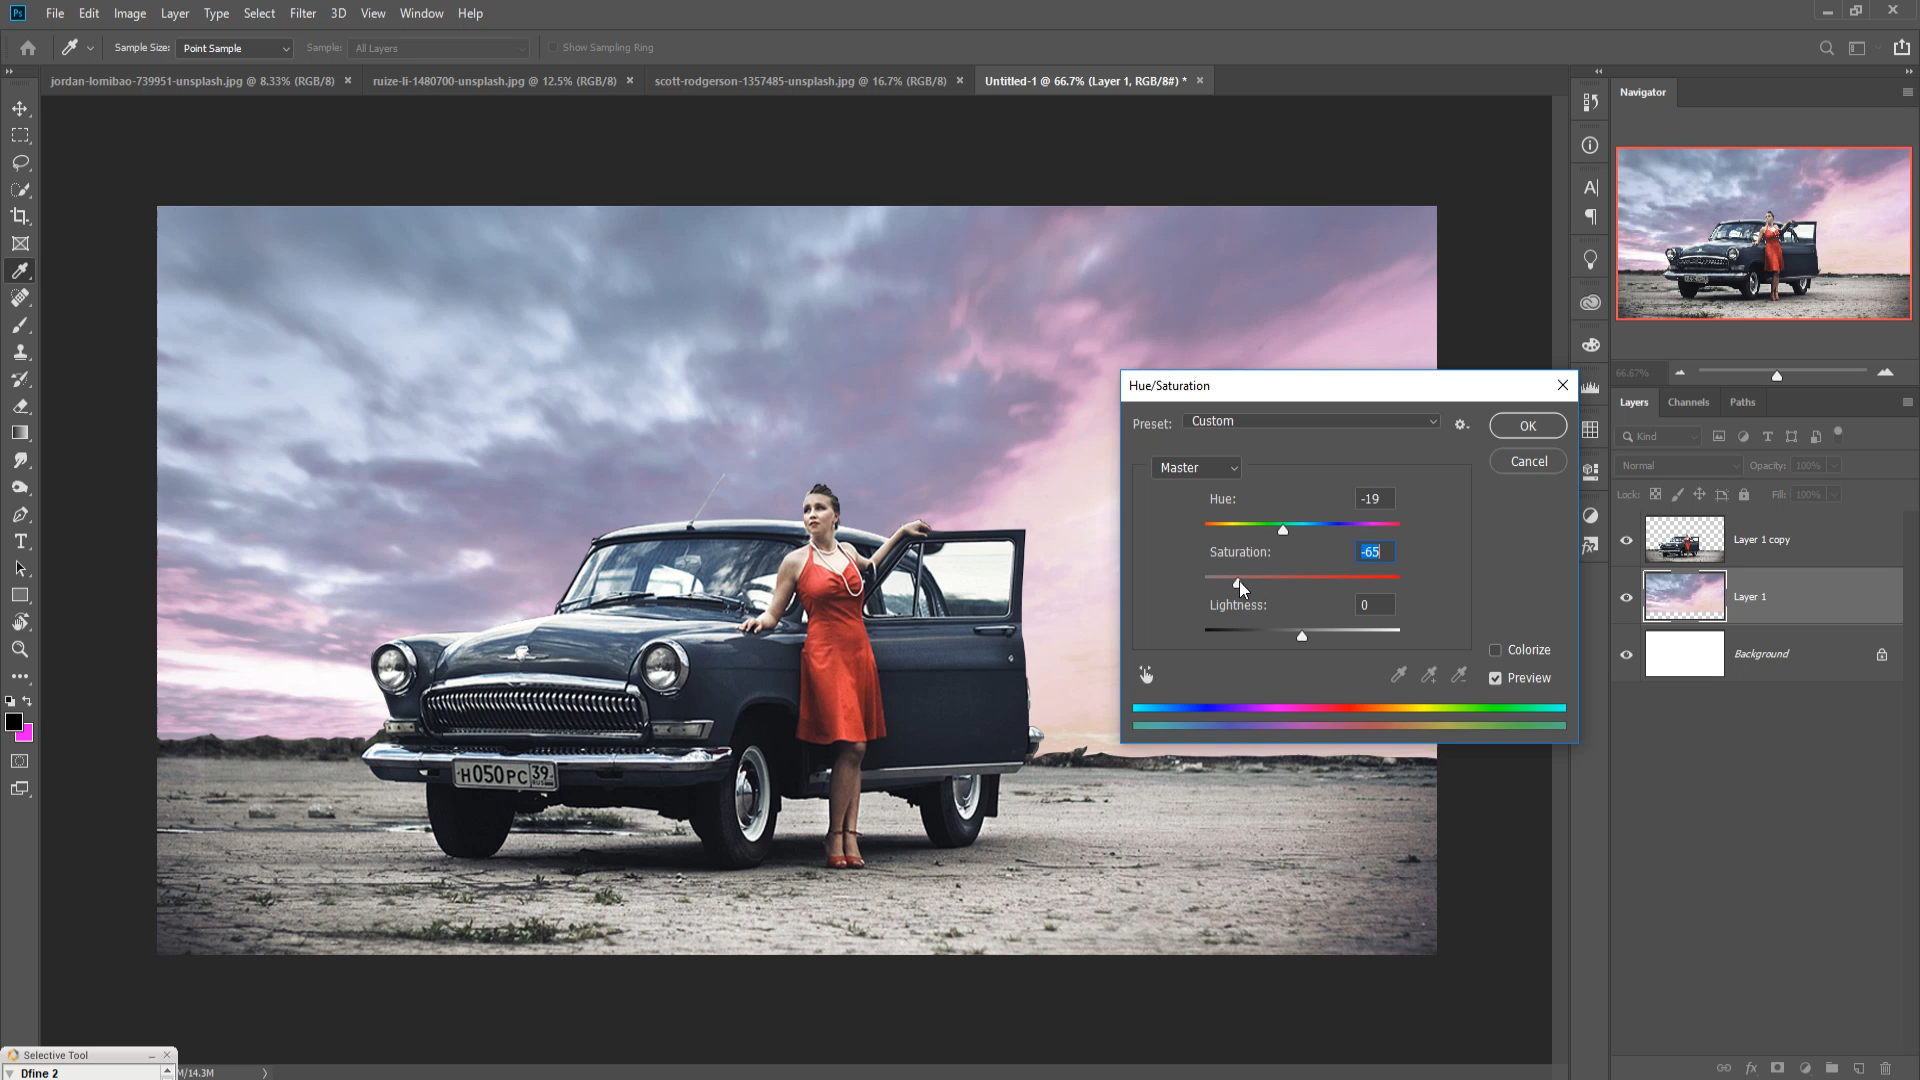 Ps File Edit Image Layer Type Select Filter 3D View Window Help
Sample Size: Point Sample Sample: All Layers Show Sampling Ring
jordan-lomibao-739951-unsplash.jpg @ 8.33% (RGB/8) ruize-li-1480700-unsplash.jpg @ 12.5% (RGB/8) scott-rodgerson-1357485-unsplash.jpg @ 16.7% (RGB/8) Untitled-1 @ 66.7% (Layer 1, RGB/8#) *
Navigator
66.67%
Hue/Saturation
Preset: Custom
OK
Cancel
Master
Hue: -19
Saturation: -65
Lightness: 0
Colorize
Preview
Layers Channels Paths
Kind
Normal Opacity: 100%
Lock: Fill: 100%
Layer 1 copy
Layer 1
Background
Н050РС 39
RUS
Selective Tool
Dfine 2
M/14.3M